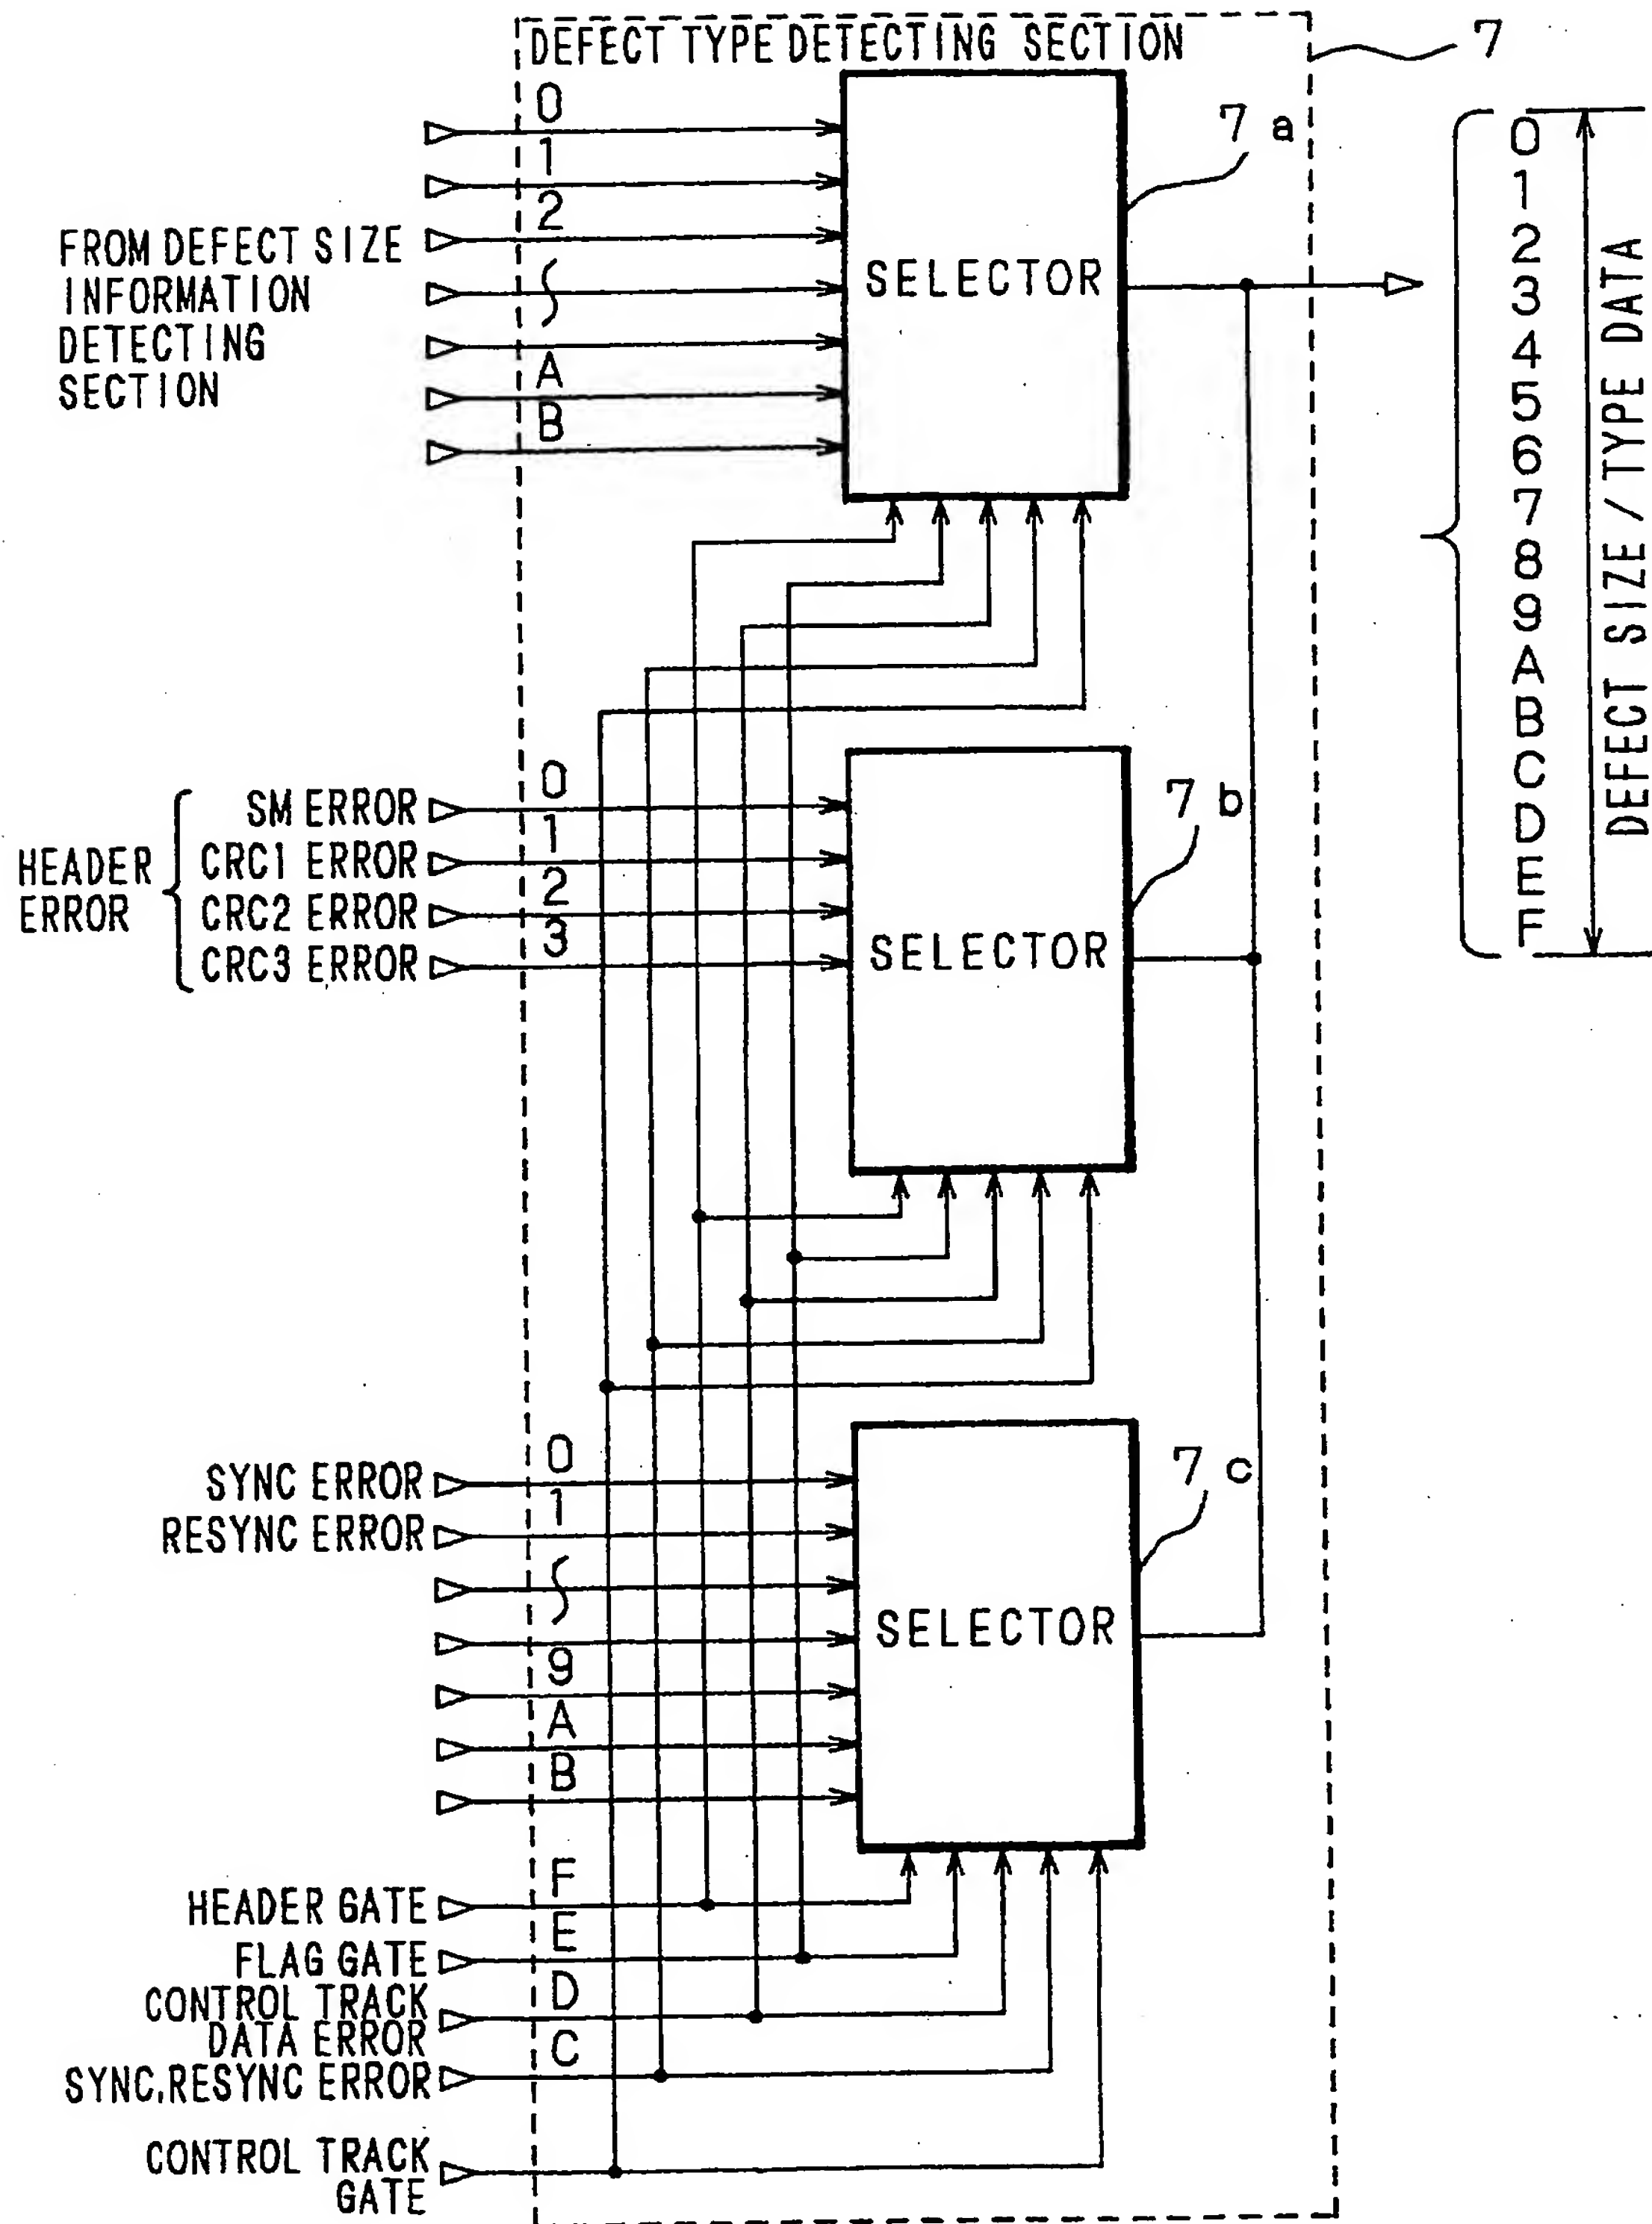 DEFECT TYPE DETECTING SECTION
7
0
1
2
A
B
FROM DEFECT SIZE
INFORMATION
DETECTING
SECTION
SELECTOR
7a
0
1
2
3
4
5
6
7
8
9
A
B
C
D
E
F
DEFECT SIZE / TYPE DATA
HEADER
ERROR
SM ERROR
CRC1 ERROR
CRC2 ERROR
CRC3 ERROR
0
1
2
3
SELECTOR
7b
SYNC ERROR
RESYNC ERROR
0
1
9
A
B
SELECTOR
7c
HEADER GATE
F
FLAG GATE
E
CONTROL TRACK
DATA ERROR
D
SYNC.RESYNC ERROR
C
CONTROL TRACK
GATE